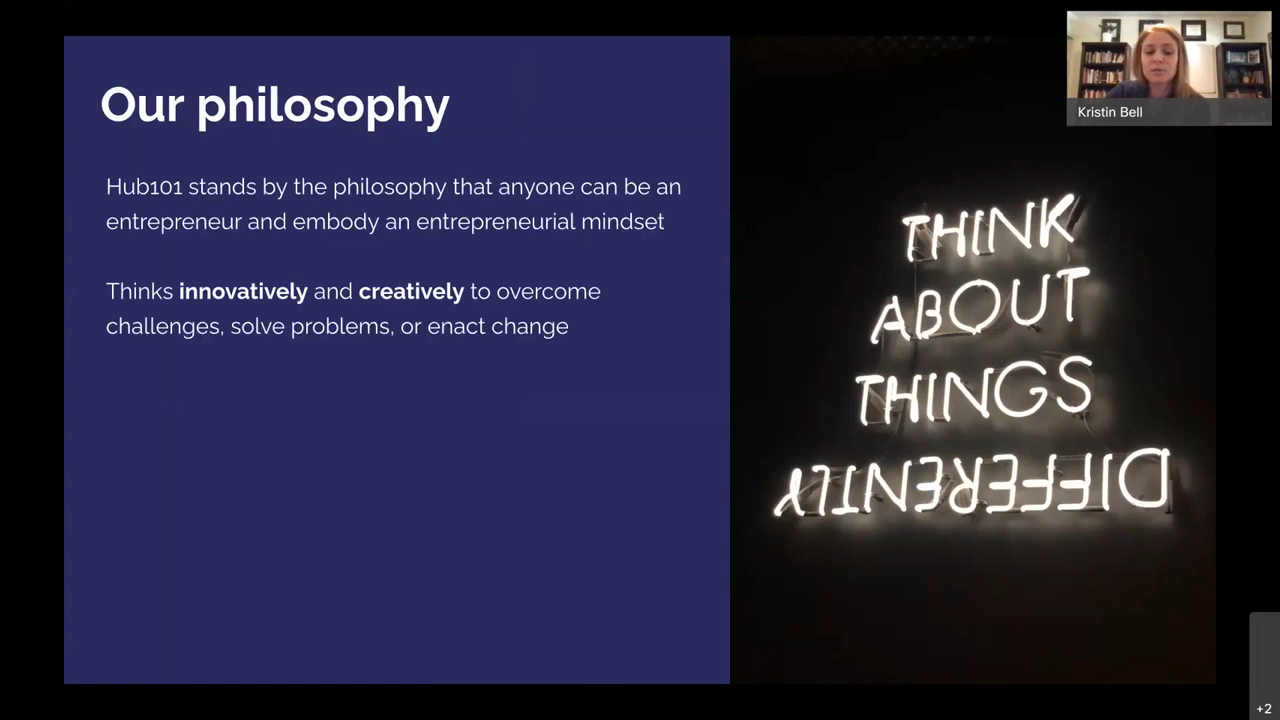 Our philosophy
Hub101 stands by the philosophy that anyone can be an
entrepreneur and embody an entrepreneurial mindset
Thinks innovatively and creatively to overcome
challenges, solve problems, or enact change
THINK
ABOUT
THINGS
DIFFERENTLY
Kristin Bell
+2